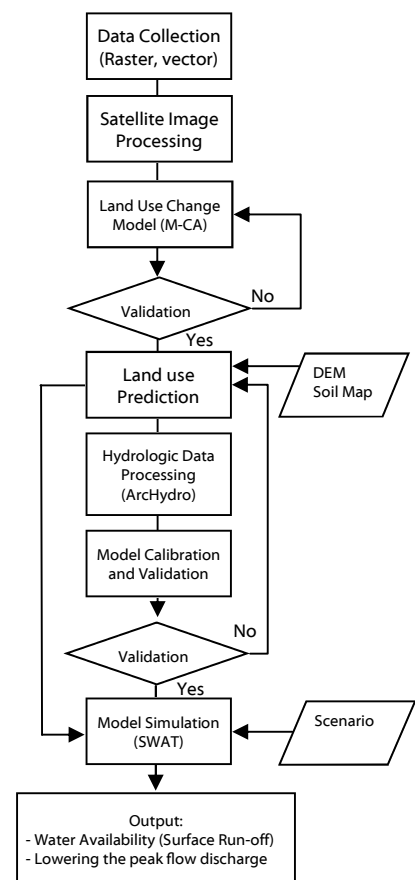 Data Collection
(Raster, vector)
Satellite Image
Processing
Land Use Change
Model (M-CA)
Validation
No
Yes
Land use
Prediction
DEM
Soil Map
Hydrologic Data
Processing
(ArcHydro)
Model Calibration
and Validation
Validation
No
Yes
Model Simulation
(SWAT)
Scenario
Output:
- Water Availability (Surface Run-off)
- Lowering the peak flow discharge